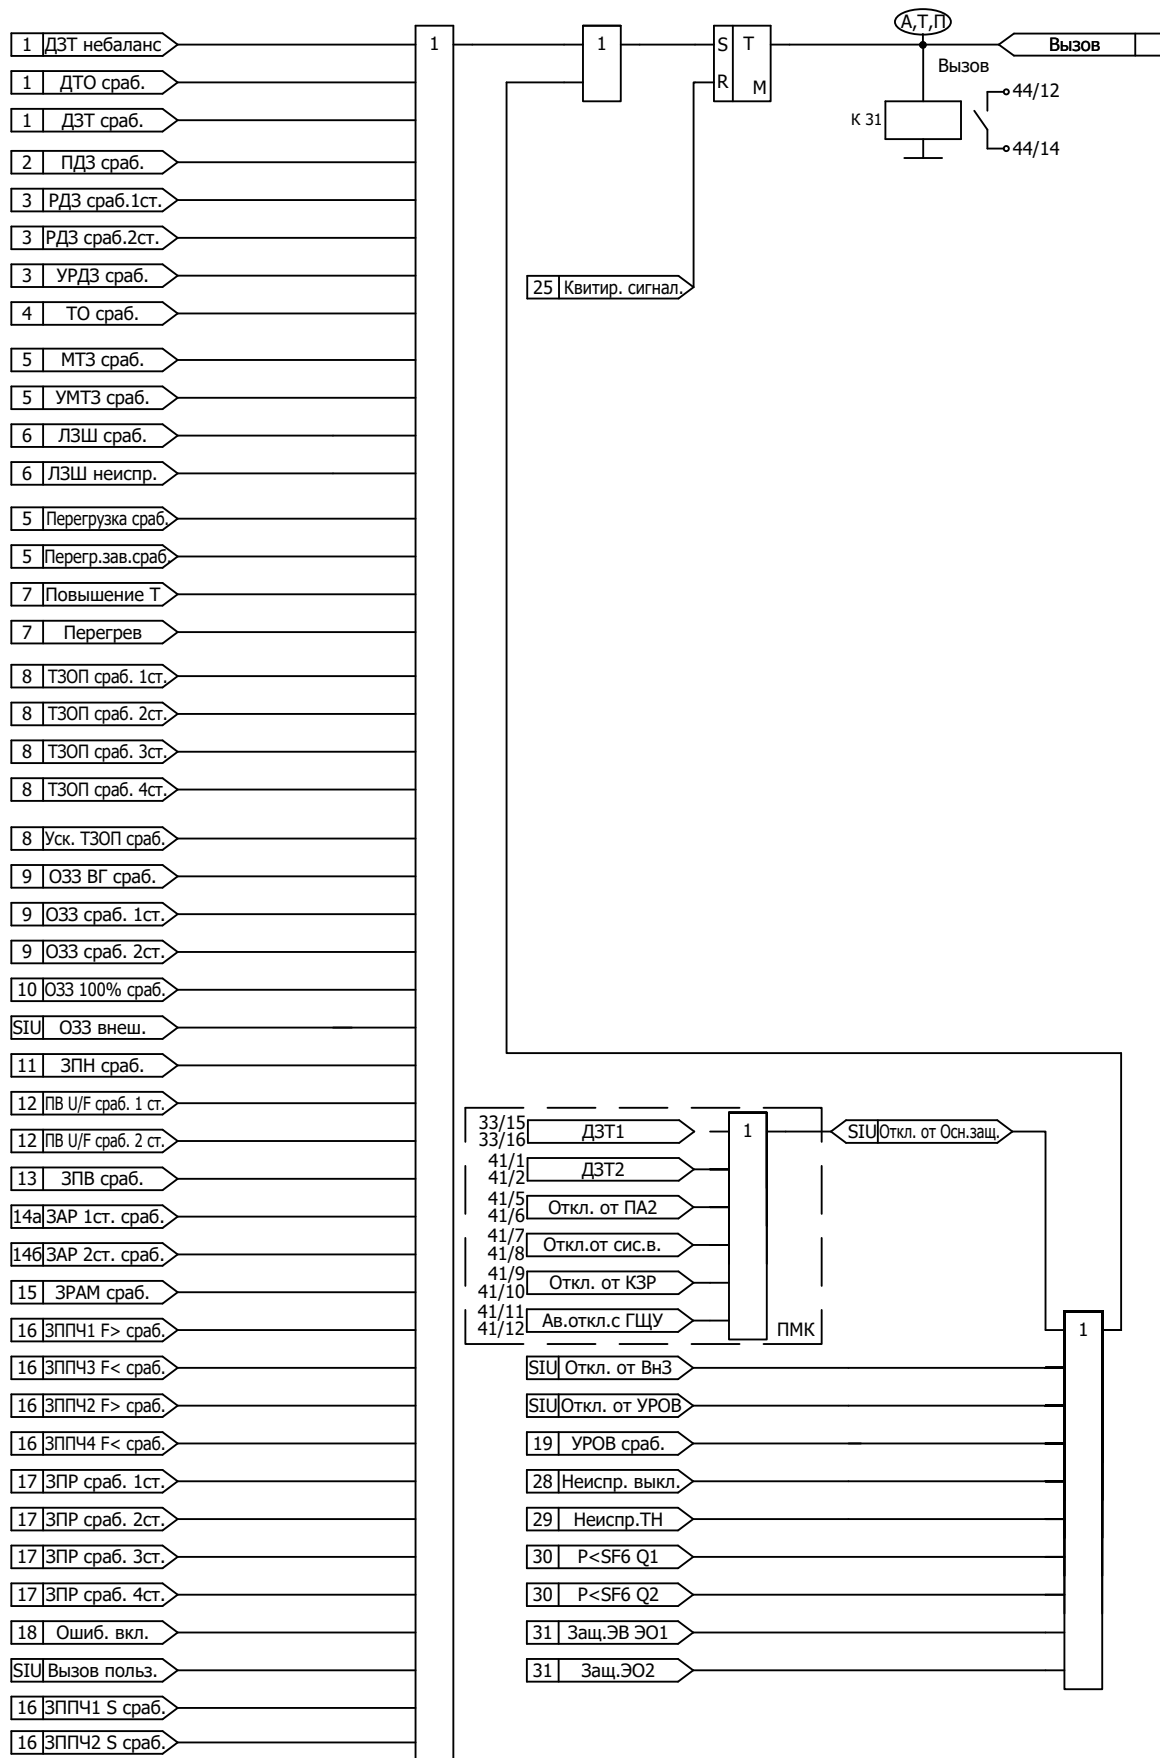 1 ДЗТ небаланс
1 ДТО сраб.
1 ДЗТ сраб.
2 ПДЗ сраб.
3 РДЗ сраб.1ст.
3 РДЗ сраб.2ст.
3 УРДЗ сраб.
4 ТО сраб.
5 МТЗ сраб.
5 УМТЗ сраб.
6 ЛЗШ сраб.
6 ЛЗШ неиспр.
5 Перегрузка сраб.
5 Перегр.зав.сраб.
7 Повышение Т
7 Перегрев
8 ТЗОП сраб. 1ст.
8 ТЗОП сраб. 2ст.
8 ТЗОП сраб. 3ст.
8 ТЗОП сраб. 4ст.
8 Уск. ТЗОП сраб.
9 ОЗЗ ВГ сраб.
9 ОЗЗ сраб. 1ст.
9 ОЗЗ сраб. 2ст.
10 ОЗЗ 100% сраб.
SIU ОЗЗ внеш.
11 ЗПН сраб.
12 ПВ U/F сраб. 1 ст.
12 ПВ U/F сраб. 2 ст.
13 ЗПВ сраб.
14а ЗАР 1ст. сраб.
14б ЗАР 2ст. сраб.
15 ЗРАМ сраб.
16 ЗППЧ1 F> сраб.
16 ЗППЧ3 F< сраб.
16 ЗППЧ2 F> сраб.
16 ЗППЧ4 F< сраб.
17 ЗПР сраб. 1ст.
17 ЗПР сраб. 2ст.
17 ЗПР сраб. 3ст.
17 ЗПР сраб. 4ст.
18 Ошиб. вкл.
SIU Вызов польз.
16 ЗППЧ1 S сраб.
16 ЗППЧ2 S сраб.
1
1
S T
R M
А,Т,П
Вызов
Вызов
К 31
44/12
44/14
25 Квитир. сигнал.
33/15
33/16
ДЗТ1
41/1
41/2
ДЗТ2
41/5
41/6
Откл. от ПА2
41/7
41/8
Откл.от сис.в.
41/9
41/10
Откл. от КЗР
41/11
41/12
Ав.откл.с ГЩУ
1
ПМК
SIU Откл. от Осн.защ.
SIU Откл. от ВнЗ
SIU Откл. от УРОВ
19 УРОВ сраб.
28 Неиспр. выкл.
29 Неиспр.ТН
30 P<SF6 Q1
30 P<SF6 Q2
31 Защ.ЭВ ЭО1
31 Защ.ЭО2
1